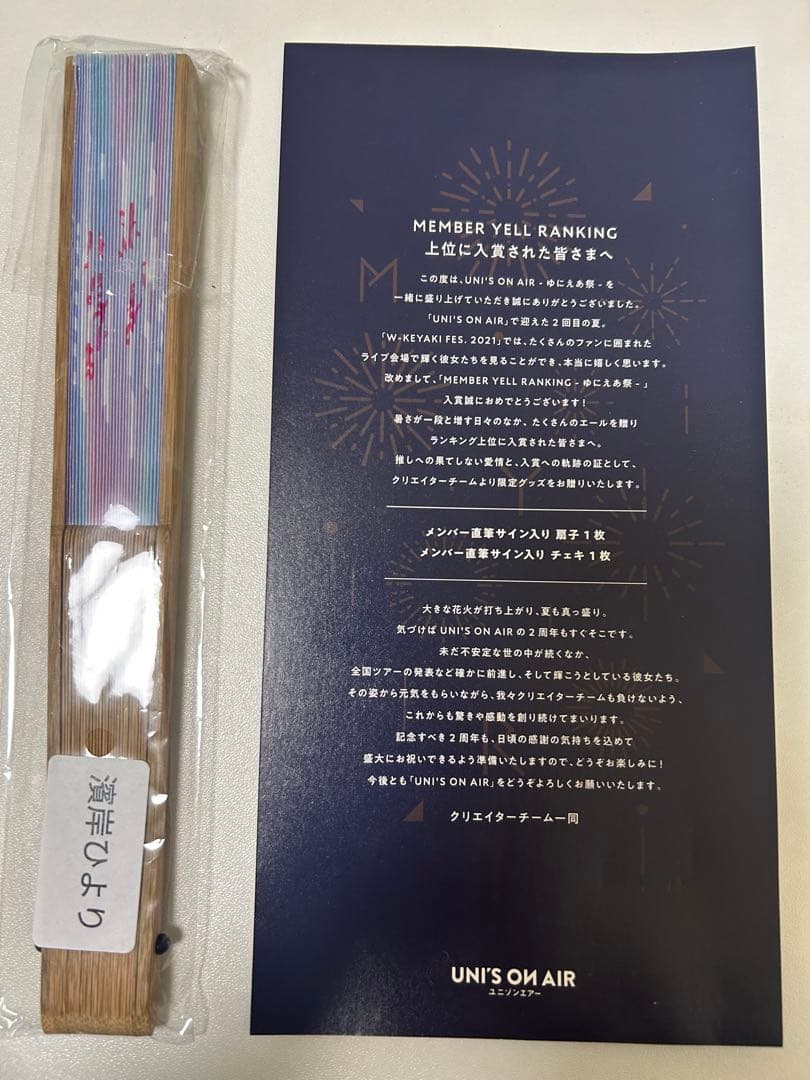 濱岸ひより
MEMBER YELL RANKING
上位に入賞された皆さまへ
この度は、UNI'S ON AIR - ゆにえあ祭 - を
一緒に盛り上げていただき誠にありがとうございました。
「UNI'S ON AIR」で迎えた2回目の夏。
「W-KEYAKI FES. 2021」では、たくさんのファンに囲まれた
ライブ会場で輝く彼女たちを見ることができ、本当に嬉しく思います。
改めまして、「MEMBER YELL RANKING - ゆにえあ祭 - 」
入賞誠におめでとうございます!
暑さが一段と増す日々のなか、たくさんのエールを贈り
ランキング上位に入賞された皆さまへ。
推しへの果てしない愛情と、入賞への軌跡の証として、
クリエイターチームより限定グッズをお贈りいたします。
メンバー直筆サイン入り 扇子 1 枚
メンバー直筆サイン入り チェキ 1 枚
大きな花火が打ち上がり、夏も真っ盛り。
気づけば UNI'S ON AIR の 2 周年もすぐそこです。
未だ不安定な世の中が続くなか、
全国ツアーの発表など確かに前進し、そして輝こうとしている彼女たち。
その姿から元気をもらいながら、我々クリエイターチームも負けないよう、
これからも驚きや感動を創り続けてまいります。
記念すべき 2 周年も、日頃の感謝の気持ちを込めて
盛大にお祝いできるよう準備いたしますので、どうぞお楽しみに!
今後とも「UNI'S ON AIR」をどうぞよろしくお願いいたします。
クリエイターチーム一同
UNI'S ON AIR
ユニゾンエアー